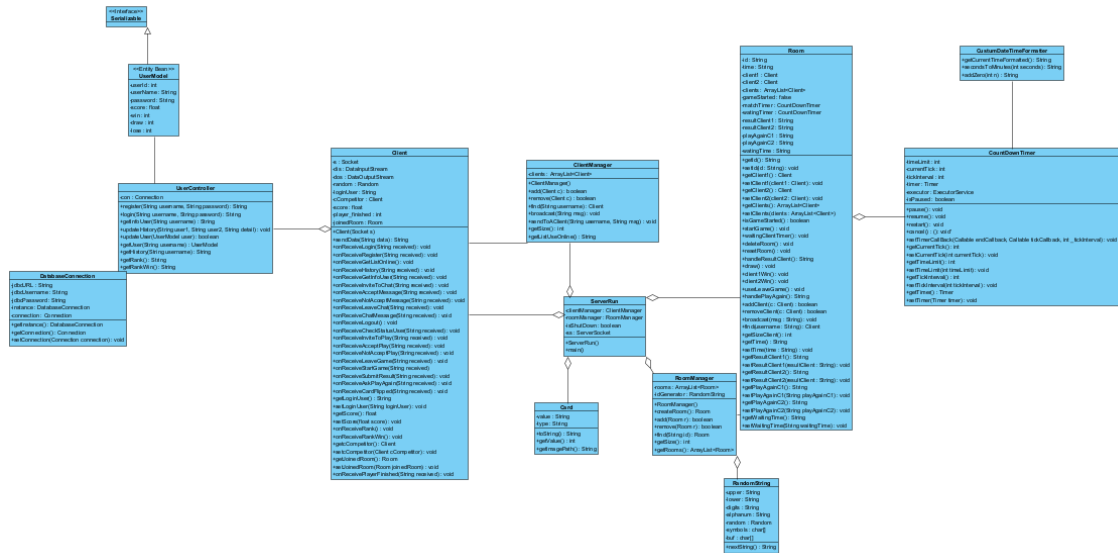 <<Interface>>
Serializable
<<Entity Bean>>
UserModel
-userId : int
-userName : String
-password : String
-score : float
-win : int
-draw : int
-lose : int
UserController
-con : Connection
+register(String username, String password) : String
+login(String username, String password) : String
+getInfoUser(String username) : String
+updateHistory(String user1, String user2, String detail) : void
+updateUser(UserModel user) : boolean
+getUser(String username) : UserModel
+getHistory(String username) : String
+getRank() : String
+getRankWin() : String
DatabaseConnection
-jdbcURL : String
-jdbcUsername : String
-jdbcPassword : String
-instance : DatabaseConnection
-connection : Connection
+getInstance() : DatabaseConnection
+getConnection() : Connection
+setConnection(Connection connection) : void
Client
-s : Socket
-dis : DataInputStream
-dos : DataOutputStream
-random : Random
-loginUser : String
-cCompetitor : Client
-score : float
-player_finished : int
-joinedRoom : Room
+Client(Socket s)
+sendData(String data) : String
+onReceiveLogin(String received) : void
+onReceiveRegister(String received) : void
+onReceiveGetListOnline() : void
+onReceiveHistory(String received) : void
+onReceiveGetInfoUser(String received) : void
+onReceiveInviteToChat(String received) : void
+onReceiveAcceptMessage(String received) : void
+onReceiveNotAcceptMessage(String received) : void
+onReceiveLeaveChat(String received) : void
+onReceiveChatMessage(String received) : void
+onReceiveLogout() : void
+onReceiveCheckStatusUser(String received) : void
+onReceiveInviteToPlay(String received) : void
+onReceiveAcceptPlay(String received) : void
+onReceiveNotAcceptPlay(String received) : void
+onReceiveLeaveGame(String received) : void
+onReceiveStartGame(String received)
+onReceiveSubmitResult(String received) : void
+onReceiveAskPlayAgain(String received) : void
+onReceiveCardFlipped(String received) : void
+getLoginUser() : String
+setLoginUser(String loginUser) : void
+getScore() : float
+setScore(float score) : void
+onReceiveRank() : void
+onReceiveRankWin() : void
+getcCompetitor() : Client
+setcCompetitor(Client cCompetitor) : void
+getJoinedRoom() : Room
+setJoinedRoom(Room joinedRoom) : void
+onReceivePlayerFinished(String received) : void
ClientManager
-clients : ArrayList<Client>
+ClientManager()
+add(Client c) : boolean
+remove(Client c) : boolean
+find(String username) : Client
+broadcast(String msg) : void
+sendToAClient(String username, String msg) : void
+getSize() : int
+getListUseOnline() : String
ServerRun
-clientManager : ClientManager
-roomManager : RoomManager
-isShutDown : boolean
-ss : ServerSocket
+ServerRun()
+main()
Card
-value : String
-type : String
+toString() : String
+getValue() : int
+getImagePath() : String
RoomManager
-rooms : ArrayList<Room>
-idGenerator : RandomString
+RoomManager()
+createRoom() : Room
+add(Room r) : boolean
+remove(Room r) : boolean
+find(String id) : Room
+getSize() : int
+getRooms() : ArrayList<Room>
RandomString
-upper : String
-lower : String
-digits : String
-alphanum : String
-random : Random
-symbols : char[]
-buf : char[]
+nextString() : String
Room
-id : String
-time : String
-client1 : Client
-client2 : Client
-clients : ArrayList<Client>
-gameStarted : false
-matchTimer : CountDownTimer
-waitingTimer : CountDownTimer
-resultClient1 : String
-resultClient2 : String
-playAgainC1 : String
-playAgainC2 : String
-waitingTime : String
+getId() : String
+setId(id : String) : void
+getClient1() : Client
+setClient1(client1 : Client) : void
+getClient2() : Client
+setClient2(client2 : Client) : void
+getClients() : ArrayList<Client>
+setClients(clients : ArrayList<Client>
+isGameStarted() : boolean
+startGame() : void
+waitingClientTimer() : void
+deleteRoom() : void
+resetRoom() : void
+handleResultClient() : String
+draw() : void
+client1Win() : void
+client2Win() : void
+userLeaveGame() : void
+handlePlayAgain() : String
+addClient(c : Client) : boolean
+removeClient(c : Client) : boolean
+broadcast(msg : String) : void
+find(username : String) : Client
+getSizeClient() : int
+getTime() : String
+setTime(time : String) : void
+getResultClient1() : String
+setResultClient1(resultClient : String) : void
+getResultClient2() : String
+setResultClient2(resultClient : String) : void
+getPlayAgainC1() : String
+setPlayAgainC1(String playAgainC1) : void
+getPlayAgainC2() : String
+setPlayAgainC2(String playAgainC2) : void
+getWaitingTime() : String
+setWaitingTime(String waitingTime) : void
CustumDateTimeFormatter
+getCurrentTimeFormatted() : String
+secondsToMinutes(int seconds) : String
+addZero(int n) : String
CountDownTimer
-timeLimit : int
-currentTick : int
-tickInterval : int
-timer : Timer
-executor : ExecutorService
-isPaused : boolean
+pause() : void
+resume() : void
+restart() : void
+cancel() : void
+setTimerCallBack(Callable endCallback, Callable tickCallback, int _tickInterval) : void
+getCurrentTick() : int
+setCurrentTick(int currentTick) : void
+getTimeLimit() : int
+setTimeLimit(int timeLimit) : void
+getTickInterval() : int
+setTickInterval(int tickInterval) : void
+getTimer() : Timer
+setTimer(Timer timer) : void